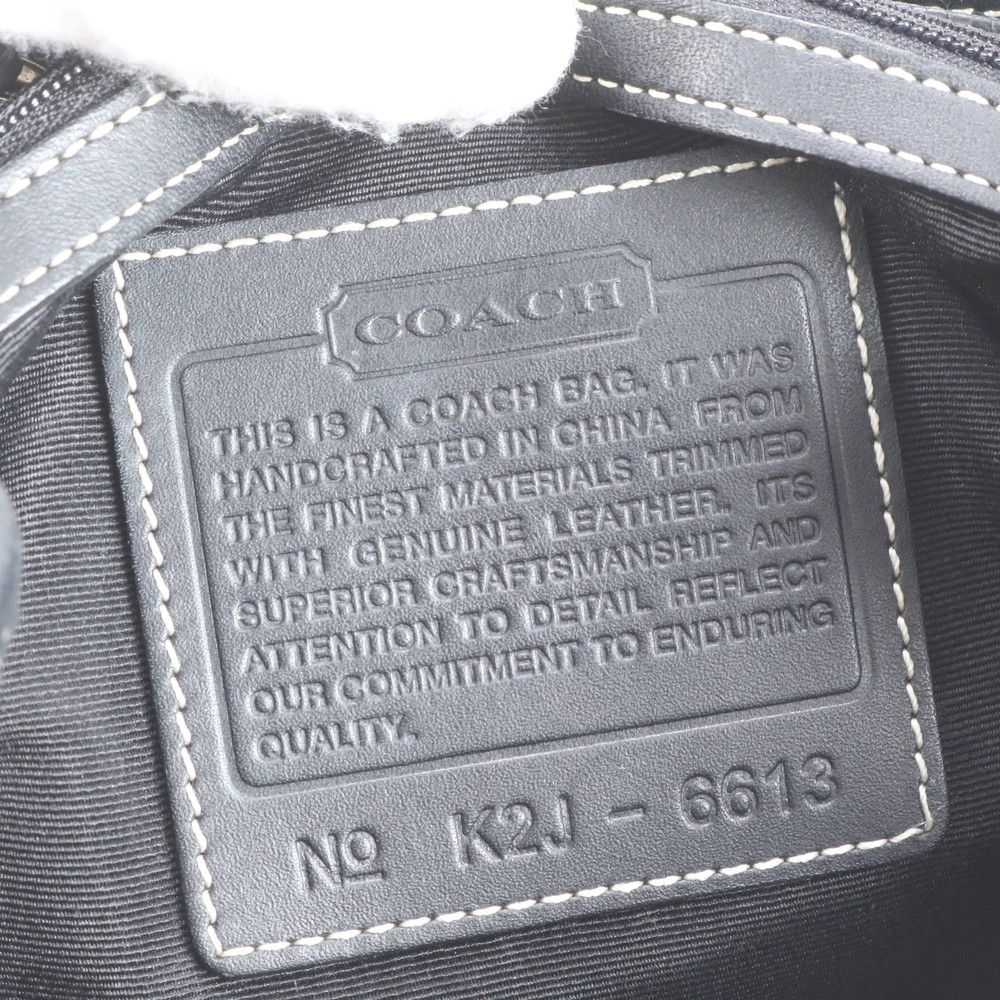 COACH
THIS IS A COACH BAG. IT WAS
HANDCRAFTED IN CHINA FROM
THE FINEST MATERIALS TRIMMED
WITH GENUINE LEATHER. ITS
SUPERIOR CRAFTSMANSHIP AND
ATTENTION TO DETAIL REFLECT
OUR COMMITMENT TO ENDURING
QUALITY.
Nº K2J - 6613